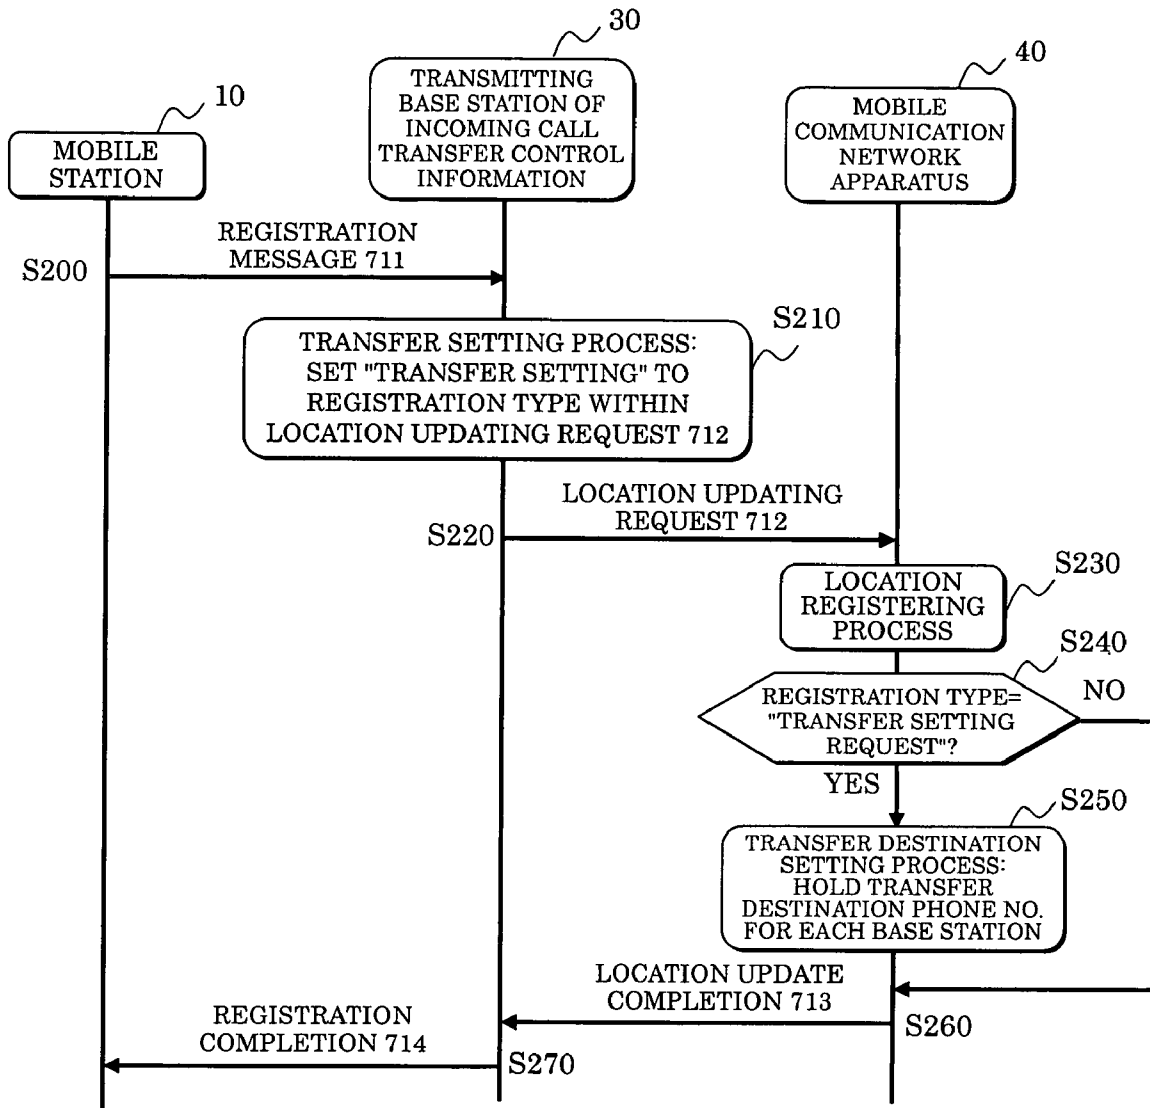 30
TRANSMITTING
BASE STATION OF
INCOMING CALL
TRANSFER CONTROL
INFORMATION
40
MOBILE
COMMUNICATION
NETWORK
APPARATUS
10
MOBILE
STATION
REGISTRATION
MESSAGE 711
S200
S210
TRANSFER SETTING PROCESS:
SET "TRANSFER SETTING" TO
REGISTRATION TYPE WITHIN
LOCATION UPDATING REQUEST 712
LOCATION UPDATING
REQUEST 712
S220
S230
LOCATION
REGISTERING
PROCESS
S240
REGISTRATION TYPE=
"TRANSFER SETTING
REQUEST"?
NO
YES
S250
TRANSFER DESTINATION
SETTING PROCESS:
HOLD TRANSFER
DESTINATION PHONE NO.
FOR EACH BASE STATION
LOCATION UPDATE
COMPLETION 713
S260
REGISTRATION
COMPLETION 714
S270